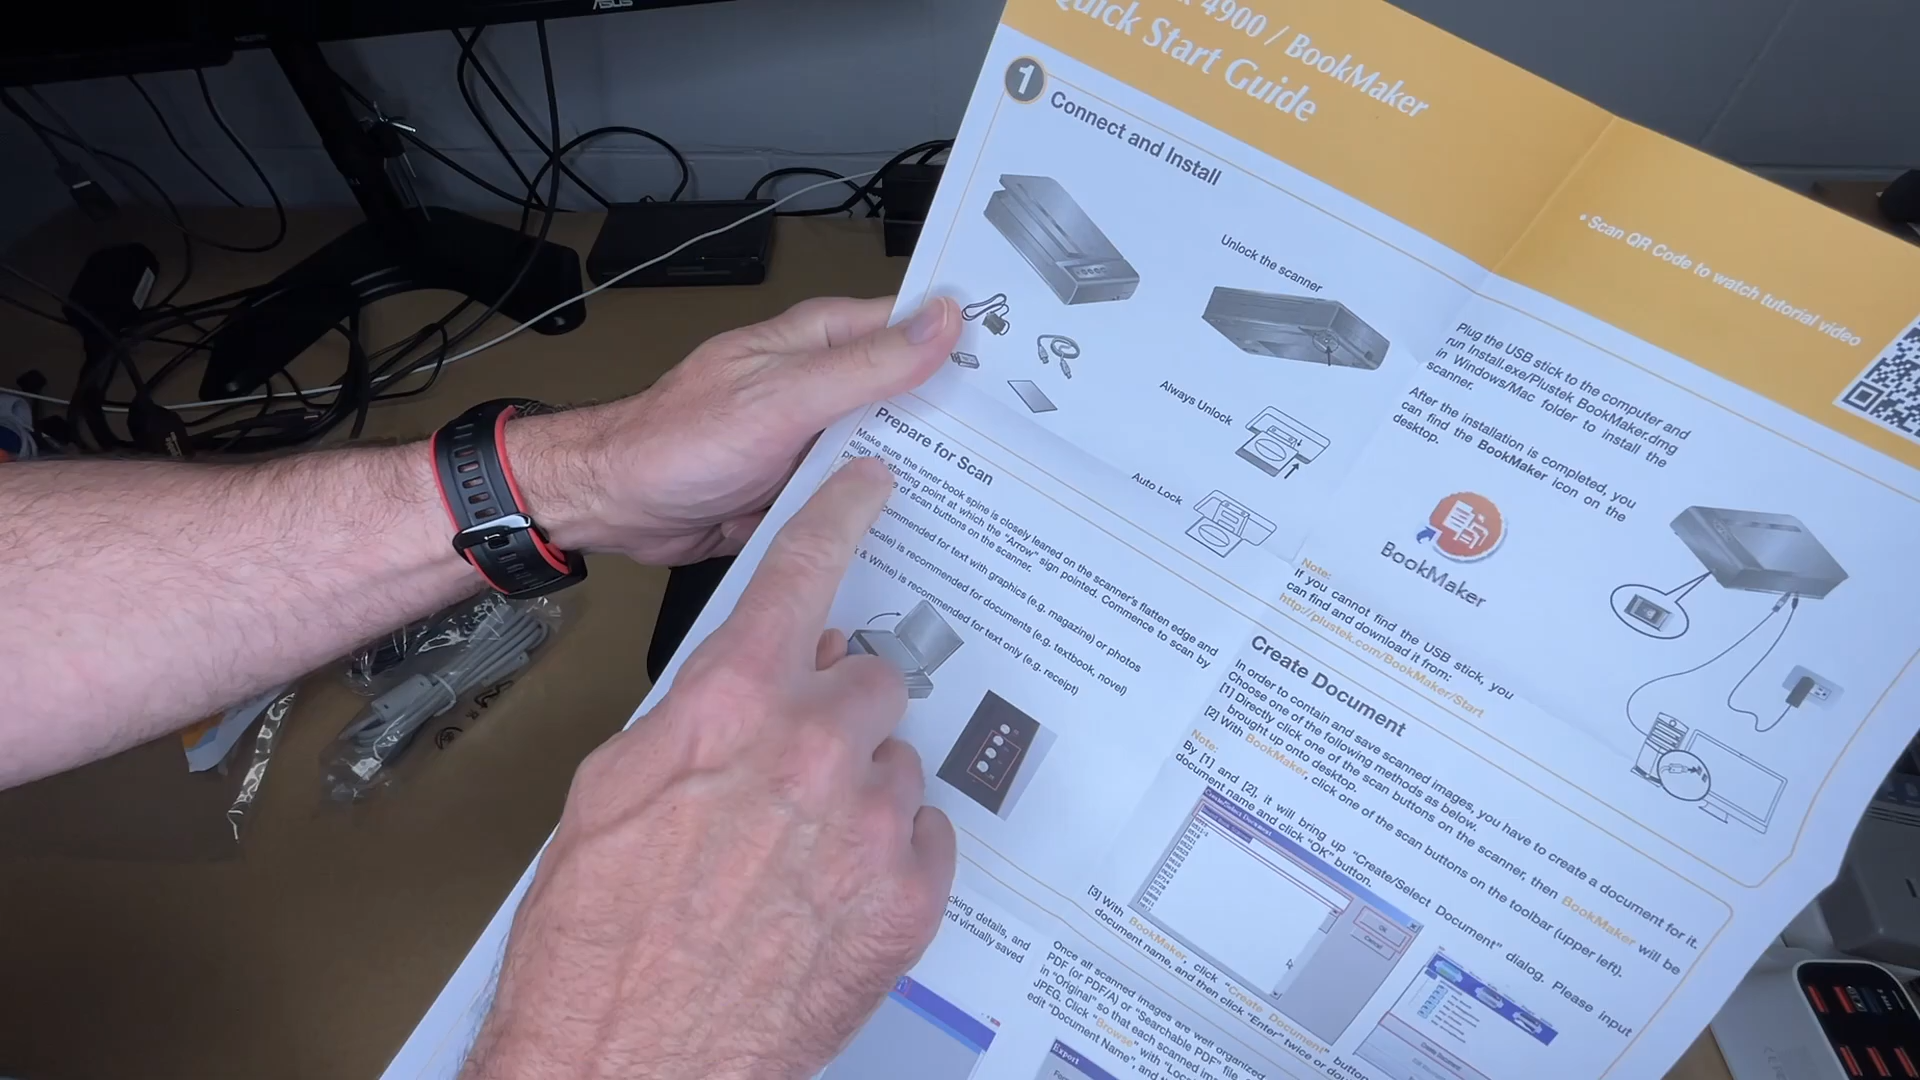 ASUS
4900 / BookMaker
Quick Start Guide
• Scan QR Code to watch tutorial video
1
Connect and Install
Unlock the scanner
Always Unlock
Auto Lock
Plug the USB stick to the computer and
run Install.exe/Plustek BookMaker.dmg
in Windows/Mac folder to install the
scanner.
After the installation is completed, you
can find the BookMaker icon on the
desktop.
BookMaker
Note:
If you cannot find the USB stick, you
can find and download it from:
http://plustek.com/BookMaker/Start
Prepare for Scan
Make sure the inner book spine is closely leaned on the scanner's flatten edge and
align its starting point at which the "Arrow" sign pointed. Commence to scan by
of scan buttons on the scanner.
commended for text with graphics (e.g. magazine) or photos
scale) is recommended for documents (e.g. textbook, novel)
& White) is recommended for text only (e.g. receipt)
Create Document
In order to contain and save scanned images, you have to create a document for it.
Choose one of the following methods as below.
[1] Directly click one of the scan buttons on the scanner, then BookMaker will be
brought up onto desktop.
[2] With BookMaker, click one of the scan buttons on the toolbar (upper left).
Note:
By [1] and [2], it will bring up "Create/Select Document" dialog. Please input
document name and click "OK" button.
Create/Select Document
OK
Cancel
[3] With BookMaker, click "Create Document" button
document name, and then click "Enter" twice or
cking details, and
nd virtually saved
Once all scanned images are well organized
PDF (or PDF/A) or "Searchable PDF" file,
in "Original" so that each scanned
JPEG. Click "Browse" with
edit "Document Name", and
Export